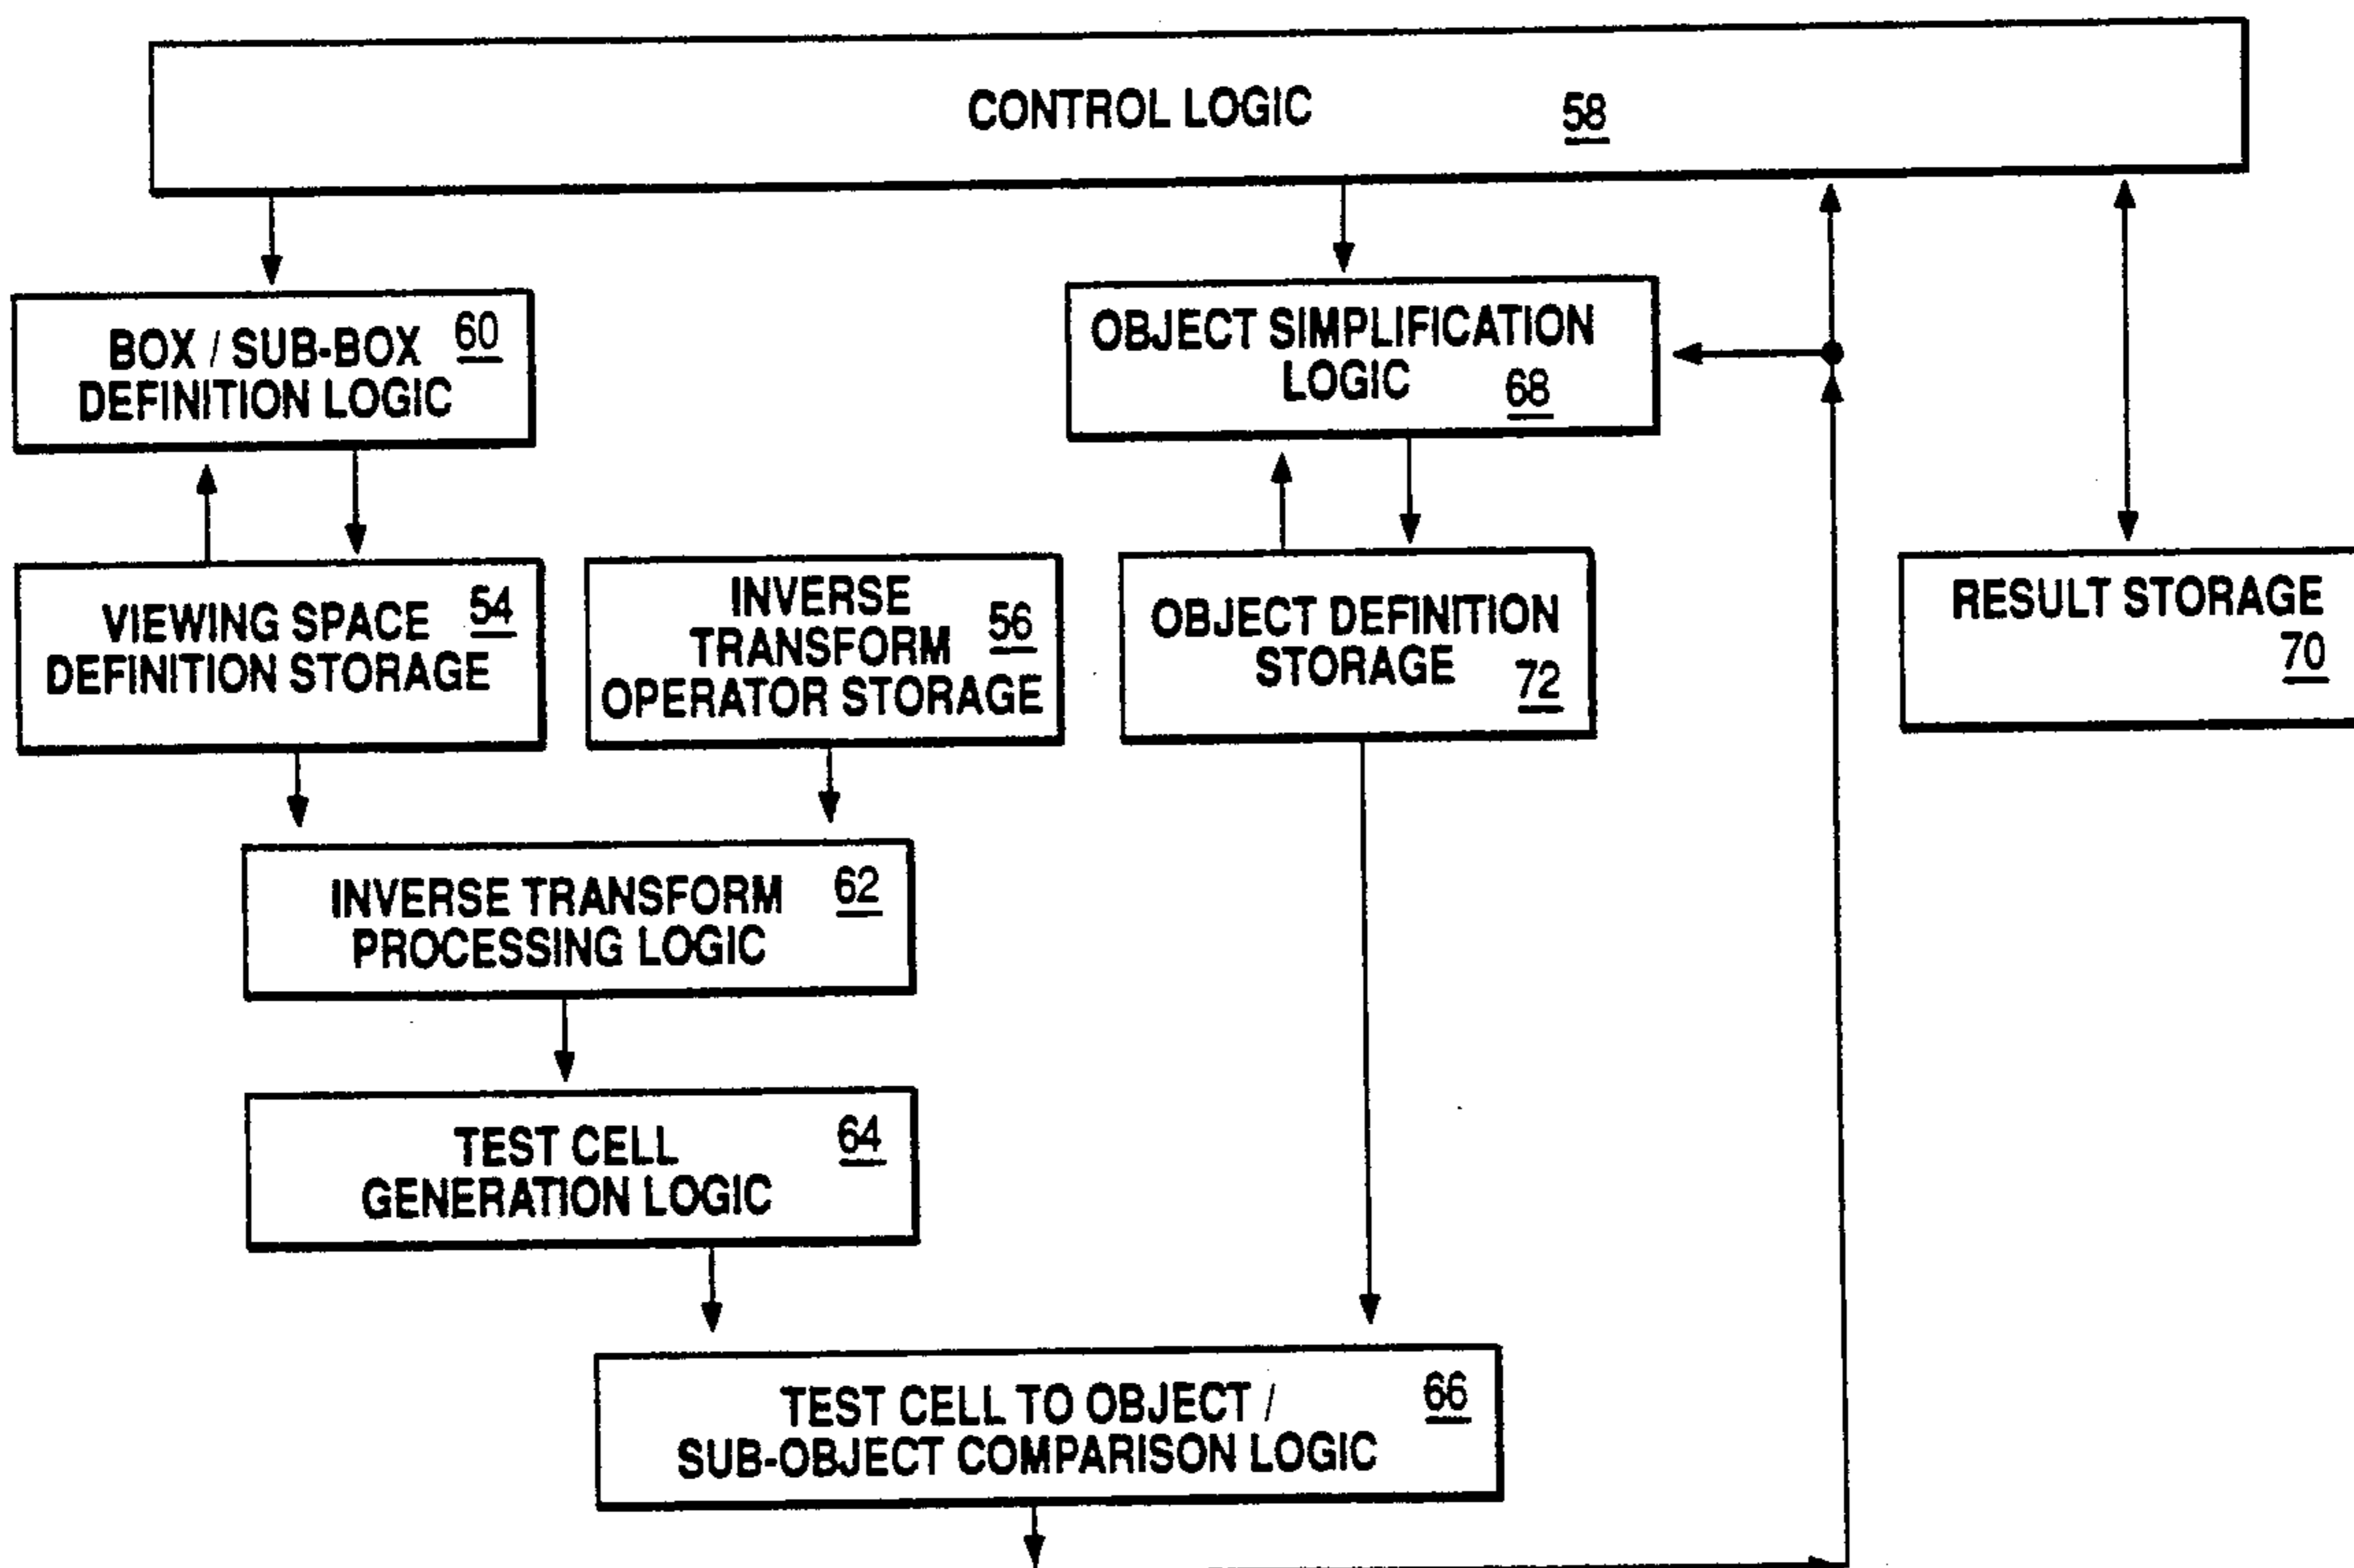 CONTROL LOGIC 58
BOX / SUB-BOX 60
DEFINITION LOGIC
OBJECT SIMPLIFICATION
LOGIC 68
VIEWING SPACE 54
DEFINITION STORAGE
INVERSE
TRANSFORM 56
OPERATOR STORAGE
OBJECT DEFINITION
STORAGE 72
RESULT STORAGE
70
INVERSE TRANSFORM 62
PROCESSING LOGIC
TEST CELL 64
GENERATION LOGIC
TEST CELL TO OBJECT / 66
SUB-OBJECT COMPARISON LOGIC